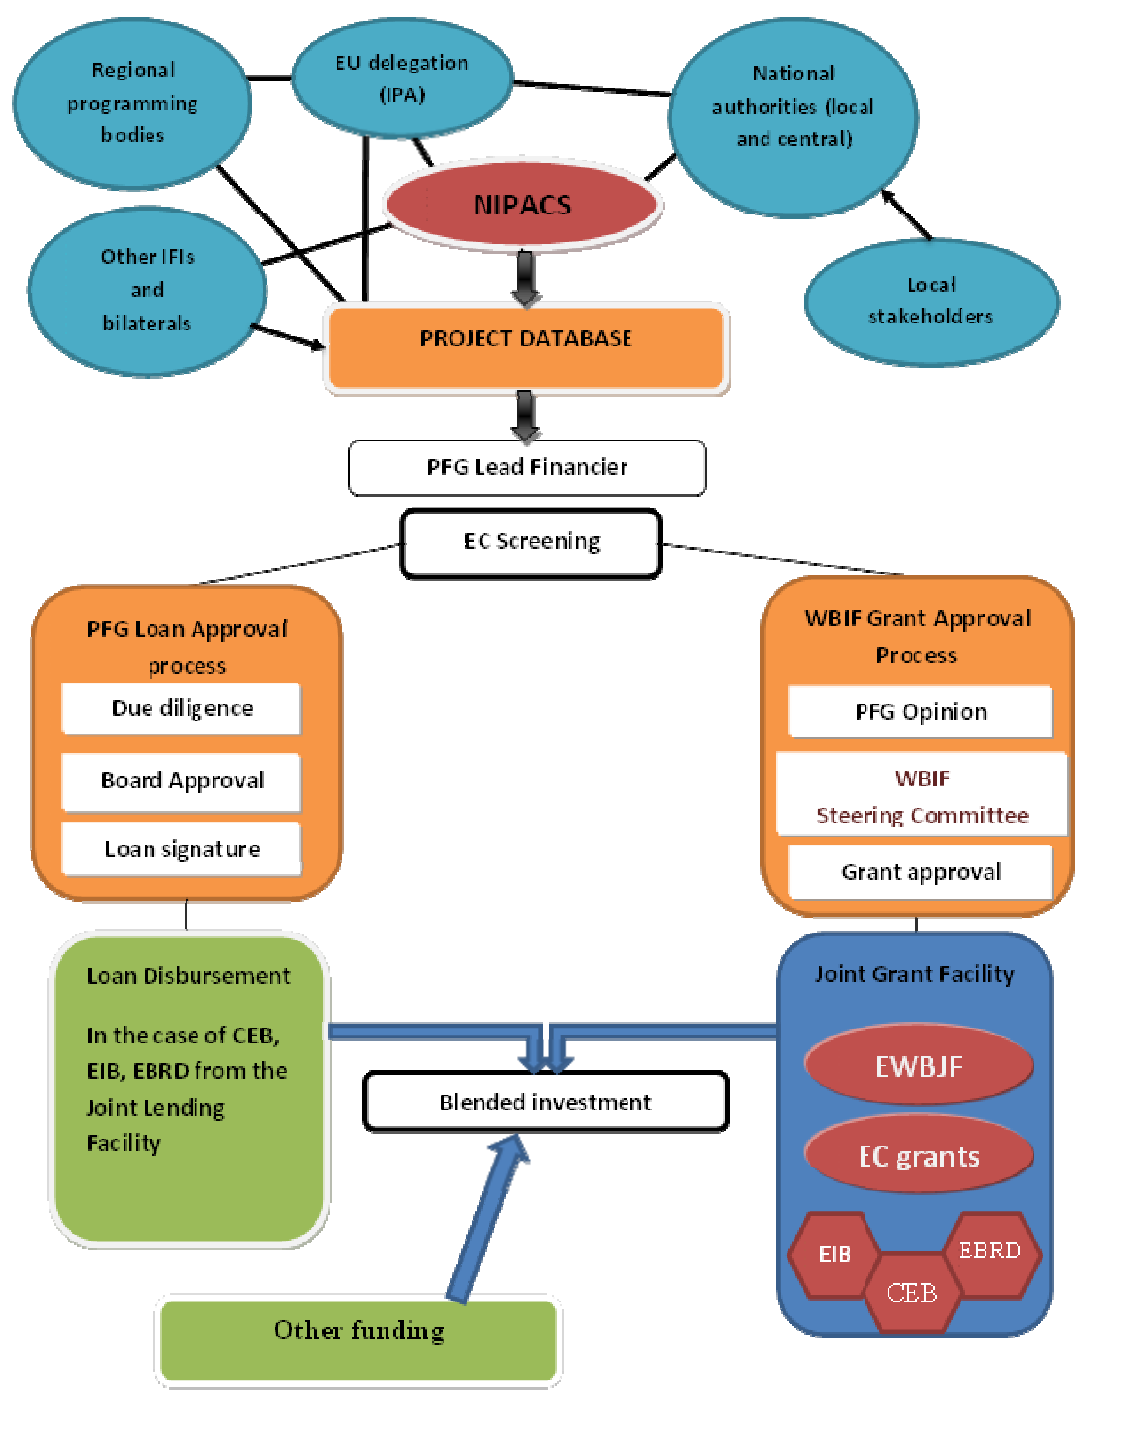 Regional
programming
bodies
EU delegation
(IPA)
National
authorities (local
and central)
NIPACS
Other IFIs
and
bilaterals
Local
stakeholders
PROJECT DATABASE
PFG Lead Financier
EC Screening
PFG Loan Approval
process
Due diligence
Board Approval
Loan signature
WBIF Grant Approval
Process
PFG Opinion
WBIF
Steering Committee
Grant approval
Loan Disbursement
In the case of CEB,
EIB, EBRD from the
Joint Lending
Facility
Joint Grant Facility
EWBJF
EC grants
EIB
EBRD
CEB
Blended investment
Other funding